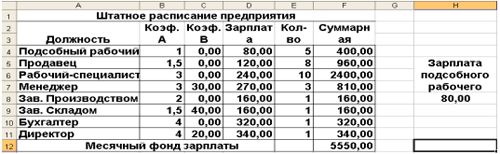 A B C D E F G H
1 Штатное расписание предприятия
2 Коэф. Коэф. Зарплат Кол- Суммарн
3 Должность А В а во ая
4 Подсобный рабочий 1 0,00 80,00 5 400,00
5 Продавец 1,5 0,00 120,00 8 960,00 Зарплата
6 Рабочий-специалист 3 0,00 240,00 10 2400,00 подсобного
7 Менеджер 3 30,00 270,00 3 810,00 рабочего
8 Зав. Производством 2 0,00 160,00 1 160,00 80,00
9 Зав. Складом 1,5 40,00 160,00 1 160,00
10 Бухгалтер 4 0,00 320,00 1 320,00
11 Директор 4 20,00 340,00 1 340,00
12 Месячный фонд зарплаты 5550,00